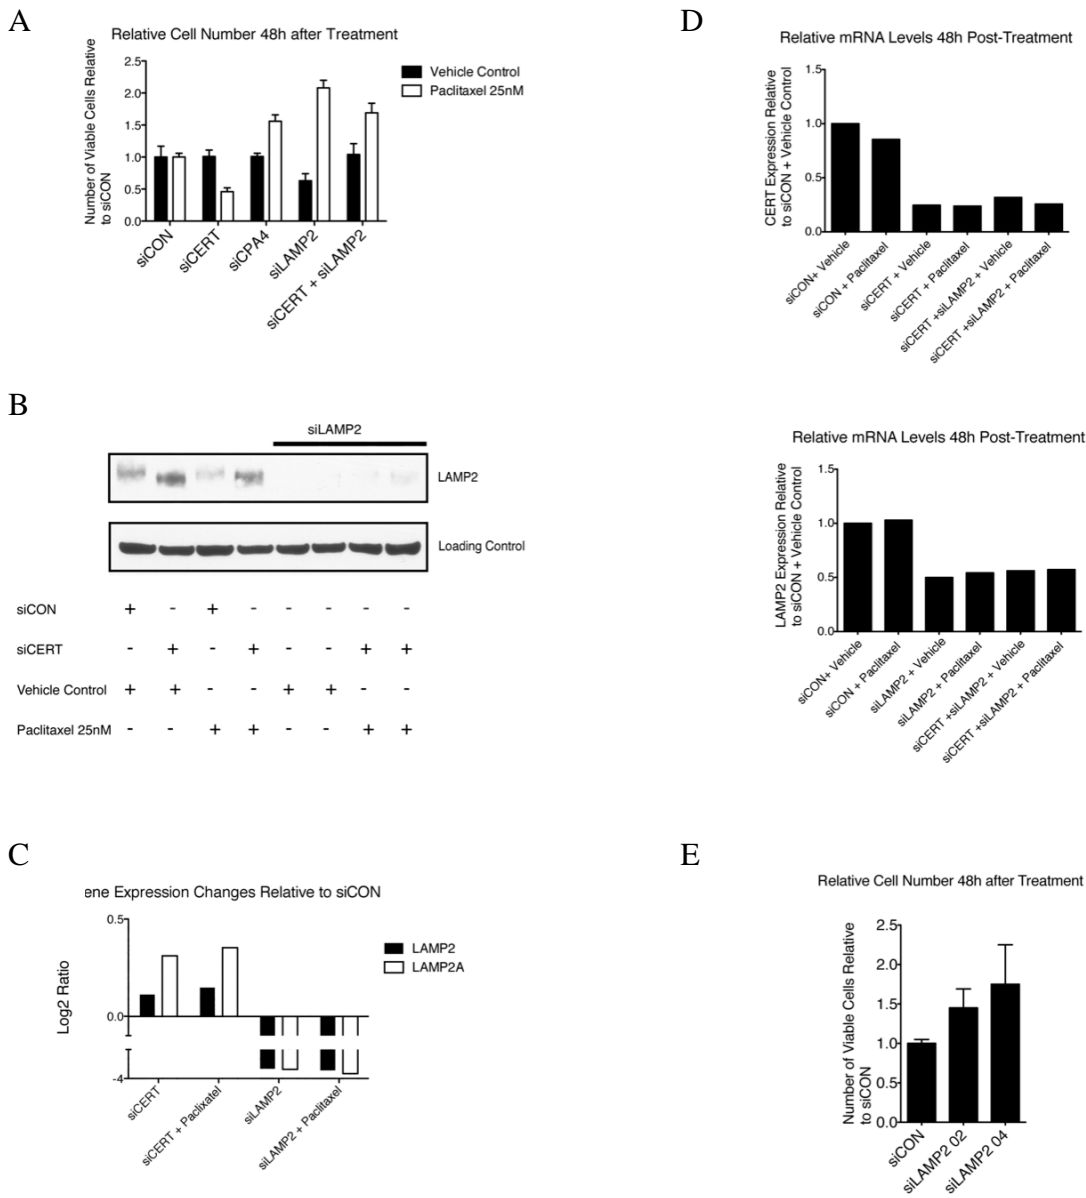 A
Relative Cell Number 48h after Treatment
Number of Viable Cells Relative
to siCON
2.5
2.0
1.5
1.0
0.5
0.0
Vehicle Control
Paclitaxel 25nM
siCON
siCERT
siCPA4
siLAMP2
siCERT + siLAMP2
B
siLAMP2
LAMP2
Loading Control
siCON + - + - - - - -
siCERT - + - + - - + +
Vehicle Control + + - - + + - -
Paclitaxel 25nM - - + + - - + +
C
ene Expression Changes Relative to siCON
Log2 Ratio
0.5
0.0
-4
LAMP2
LAMP2A
siCERT
siCERT + Paclixatel
siLAMP2
siLAMP2 + Paclitaxel
D
Relative mRNA Levels 48h Post-Treatment
CERT Expression Relative
to siCON + Vehicle Control
1.5
1.0
0.5
0.0
siCON+ Vehicle
siCON + Paclitaxel
siCERT + Vehicle
siCERT + Paclitaxel
siCERT +siLAMP2 + Vehicle
siCERT +siLAMP2 + Paclitaxel
Relative mRNA Levels 48h Post-Treatment
LAMP2 Expression Relative
to siCON + Vehicle Control
1.5
1.0
0.5
0.0
siCON+ Vehicle
siCON + Paclitaxel
siLAMP2 + Vehicle
siLAMP2 + Paclitaxel
siCERT +siLAMP2 + Vehicle
siCERT +siLAMP2 + Paclitaxel
E
Relative Cell Number 48h after Treatment
Number of Viable Cells Relative
to siCON
2.5
2.0
1.5
1.0
0.5
0.0
siCON
siLAMP2 02
siLAMP2 04